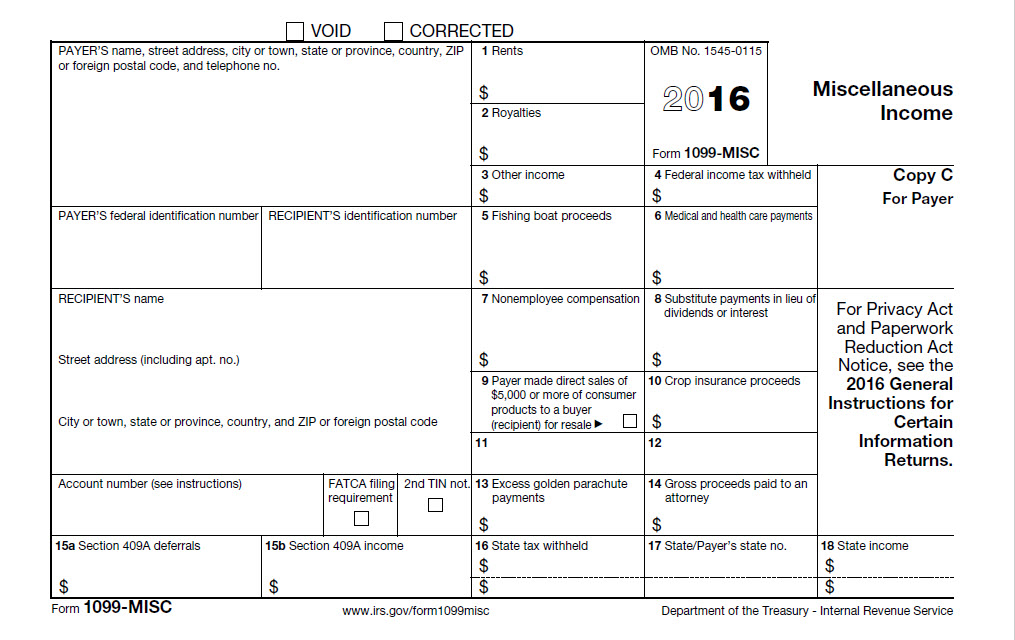 VOID CORRECTED
PAYER'S name, street address, city or town, state or province, country, ZIP
or foreign postal code, and telephone no.
1 Rents
$
2 Royalties
$
OMB No. 1545-0115
2016
Form 1099-MISC
Miscellaneous
Income
3 Other income
$
4 Federal income tax withheld
$
Copy C
For Payer
PAYER'S federal identification number
RECIPIENT'S identification number
5 Fishing boat proceeds
$
6 Medical and health care payments
$
RECIPIENT'S name
Street address (including apt. no.)
City or town, state or province, country, and ZIP or foreign postal code
7 Nonemployee compensation
$
8 Substitute payments in lieu of
dividends or interest
$
9 Payer made direct sales of
$5,000 or more of consumer
products to a buyer
(recipient) for resale ▶
10 Crop insurance proceeds
$
11
12
For Privacy Act
and Paperwork
Reduction Act
Notice, see the
2016 General
Instructions for
Certain
Information
Returns.
Account number (see instructions)
FATCA filing
requirement
2nd TIN not.
13 Excess golden parachute
payments
$
14 Gross proceeds paid to an
attorney
$
15a Section 409A deferrals
$
15b Section 409A income
$
16 State tax withheld
$
$
17 State/Payer's state no.
18 State income
$
$
Form 1099-MISC
www.irs.gov/form1099misc
Department of the Treasury - Internal Revenue Service